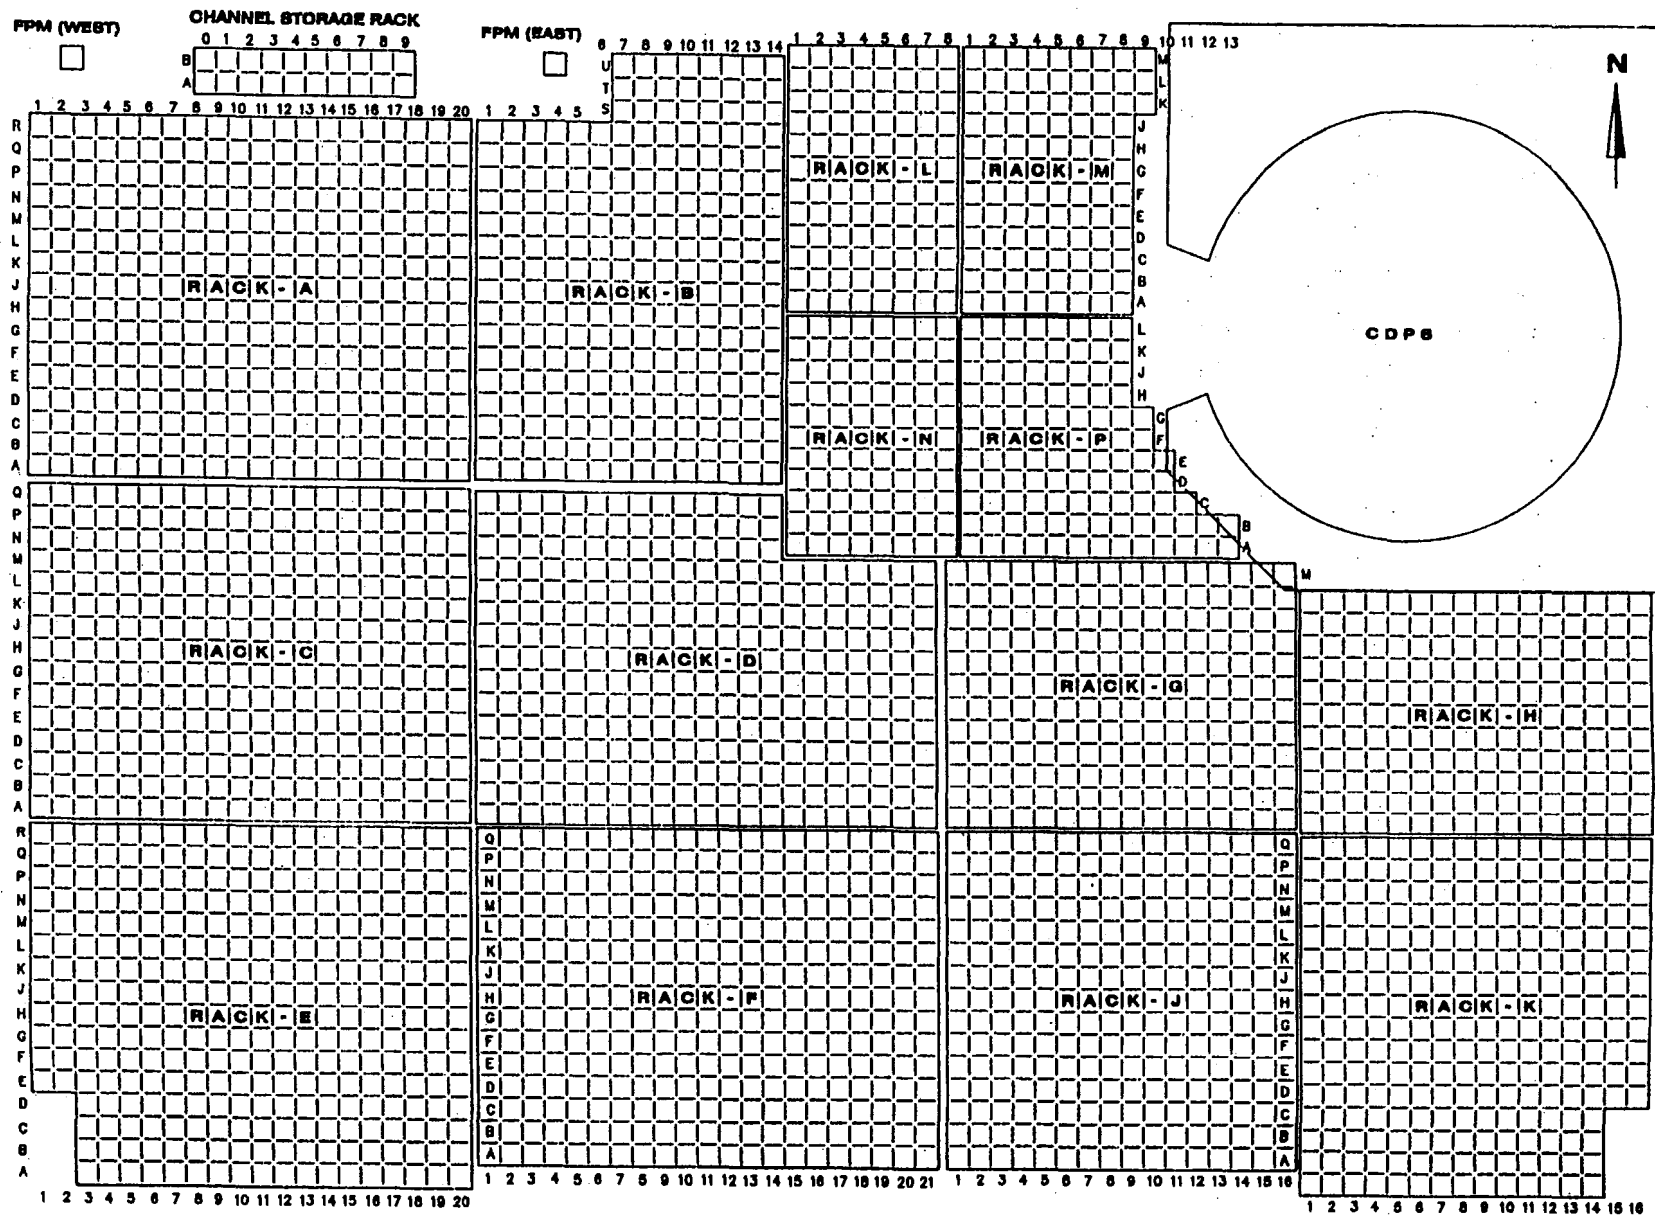 FPM (WEST)
CHANNEL STORAGE RACK
0 1 2 3 4 5 6 7 8 9
B
A
FPM (EAST)
6 7 8 9 10 11 12 13 14
U
T
S
1 2 3 4 5 6 7 8
1 2 3 4 5 6 7 8 9 10 11 12 13
M
L
K
J
H
G
F
E
D
C
B
A
N
1 2 3 4 5 6 7 8 9 10 11 12 13 14 15 16 17 18 19 20
1 2 3 4 5
R
Q
P
N
M
L
K
J
H
G
F
E
D
C
B
A
RACK-L
RACK-M
RACK-A
RACK-B
CDP6
L
K
J
H
G
F
E
D
C
B
A
RACK-N
RACK-P
Q
P
N
M
L
K
J
H
G
F
E
D
C
B
A
M
RACK-C
RACK-D
RACK-G
RACK-H
R
Q
P
N
M
L
K
J
H
G
F
E
D
C
B
A
Q
P
N
M
L
K
J
H
G
F
E
D
C
B
A
Q
P
N
M
L
K
J
H
G
F
E
D
C
B
A
RACK-E
RACK-F
RACK-J
RACK-K
1 2 3 4 5 6 7 8 9 10 11 12 13 14 15 16 17 18 19 20
1 2 3 4 5 6 7 8 9 10 11 12 13 14 15 16 17 18 19 20 21
1 2 3 4 5 6 7 8 9 10 11 12 13 14 15 16
1 2 3 4 5 6 7 8 9 10 11 12 13 14 15 16